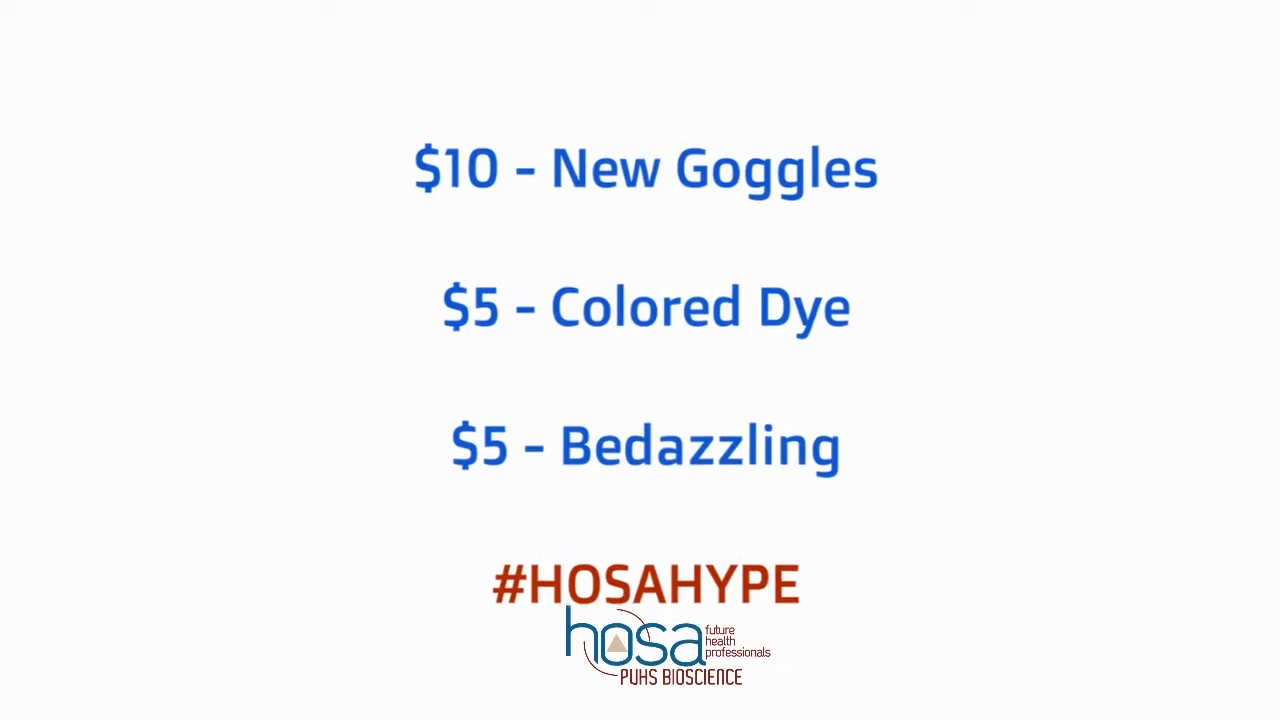 $10 - New Goggles
$5 - Colored Dye
$5 - Bedazzling
#HOSAHYPE
hosa
future
health
professionals
PUHS BIOSCIENCE